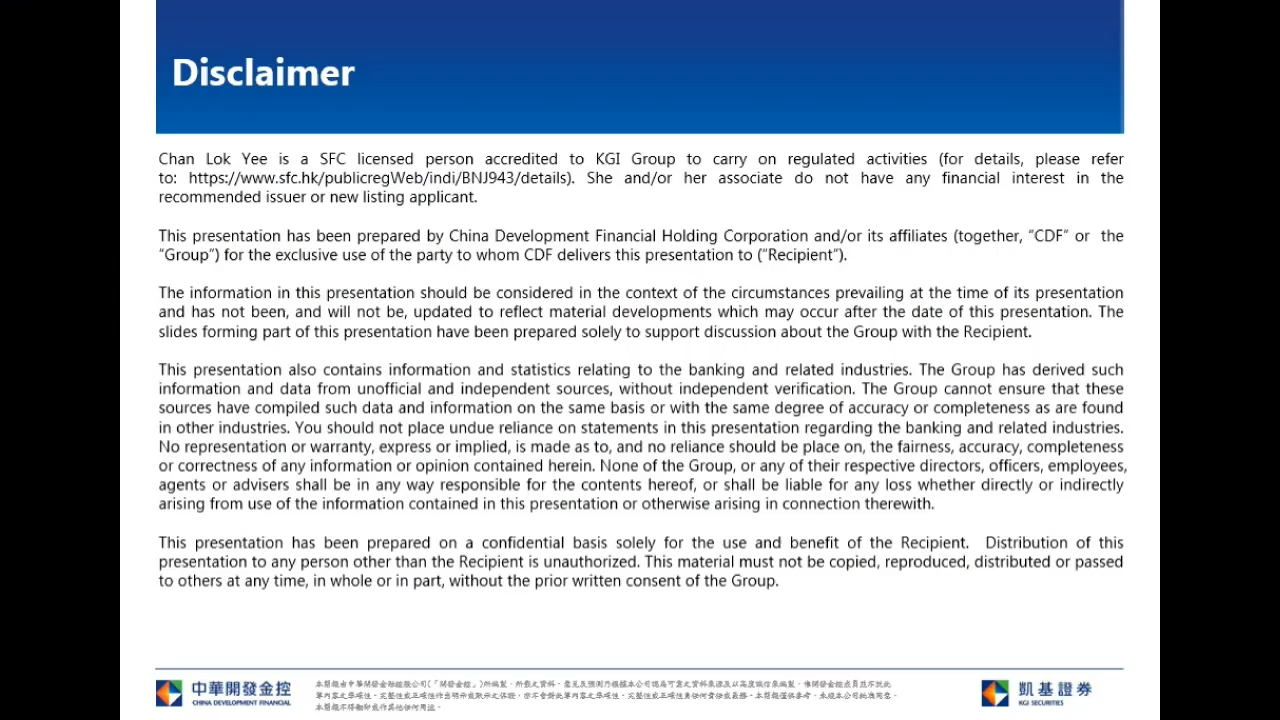 Disclaimer
Chan Lok Yee is a SFC licensed person accredited to KGI Group to carry on regulated activities (for details, please refer
to: https://www.sfc.hk/publicregWeb/indi/BNJ943/details). She and/or her associate do not have any financial interest in the
recommended issuer or new listing applicant.
This presentation has been prepared by China Development Financial Holding Corporation and/or its affiliates (together, “CDF” or the
“Group”) for the exclusive use of the party to whom CDF delivers this presentation to (“Recipient”).
The information in this presentation should be considered in the context of the circumstances prevailing at the time of its presentation
and has not been, and will not be, updated to reflect material developments which may occur after the date of this presentation. The
slides forming part of this presentation have been prepared solely to support discussion about the Group with the Recipient.
This presentation also contains information and statistics relating to the banking and related industries. The Group has derived such
information and data from unofficial and independent sources, without independent verification. The Group cannot ensure that these
sources have compiled such data and information on the same basis or with the same degree of accuracy or completeness as are found
in other industries. You should not place undue reliance on statements in this presentation regarding the banking and related industries.
No representation or warranty, express or implied, is made as to, and no reliance should be place on, the fairness, accuracy, completeness
or correctness of any information or opinion contained herein. None of the Group, or any of their respective directors, officers, employees,
agents or advisers shall be in any way responsible for the contents hereof, or shall be liable for any loss whether directly or indirectly
arising from use of the information contained in this presentation or otherwise arising in connection therewith.
This presentation has been prepared on a confidential basis solely for the use and benefit of the Recipient. Distribution of this
presentation to any person other than the Recipient is unauthorized. This material must not be copied, reproduced, distributed or passed
to others at any time, in whole or in part, without the prior written consent of the Group.
中華開發金控
CHINA DEVELOPMENT FINANCIAL
凱基證券
KGI SECURITIES